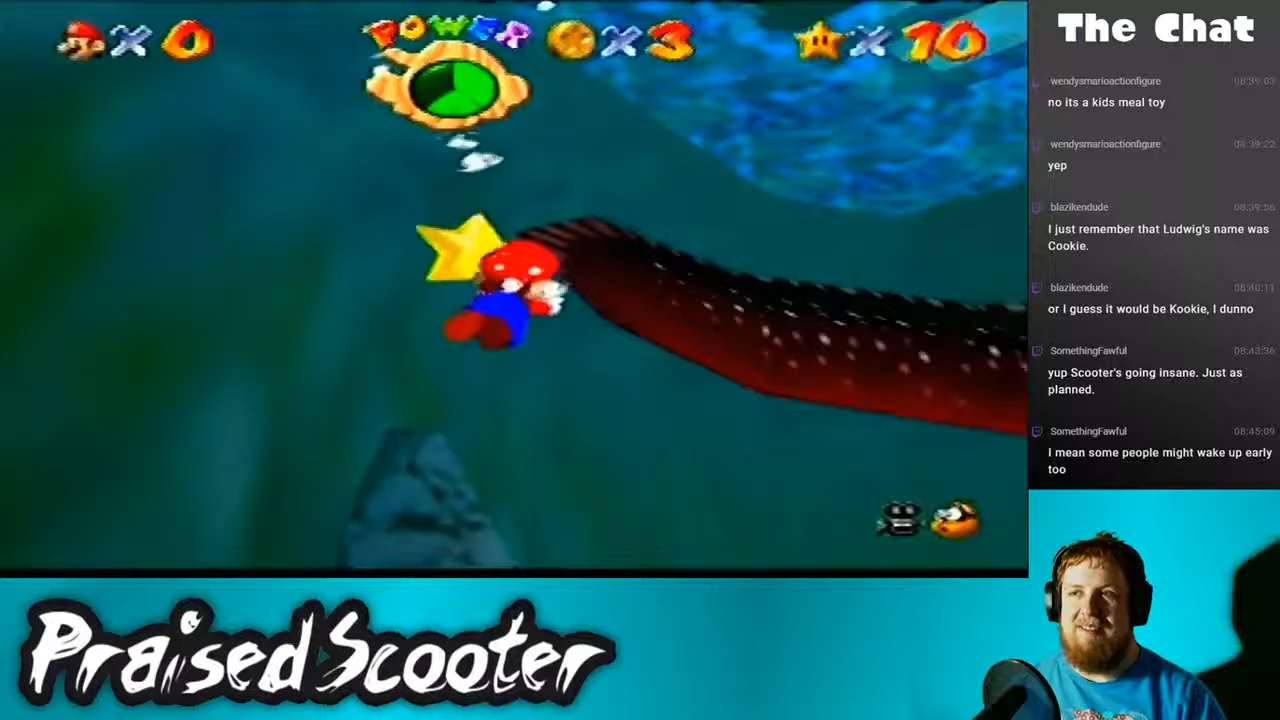 x 0
POWER
x 3
x 10
The Chat
wendysmarioactionfigure 08:39:03
no its a kids meal toy
wendysmarioactionfigure 08:39:22
yep
blazikendude 08:39:56
I just remember that Ludwig's name was
Cookie.
blazikendude 08:40:11
or I guess it would be Kookie, I dunno
SomethingFawful 08:43:36
yup Scooter's going insane. Just as
planned.
SomethingFawful 08:45:09
I mean some people might wake up early
too
Praised Scooter